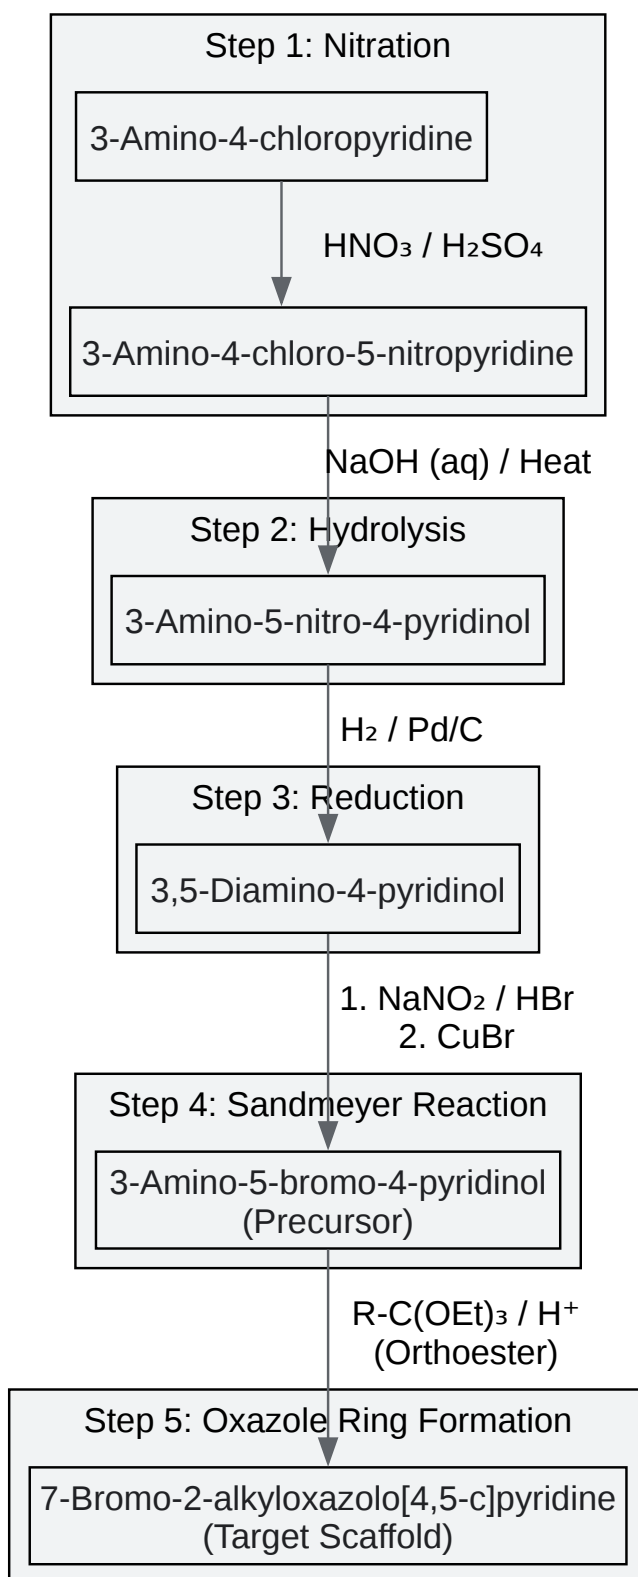 Step 1: Nitration
3-Amino-4-chloropyridine
HNO₃ / H₂SO₄
3-Amino-4-chloro-5-nitropyridine
NaOH (aq) / Heat
Step 2: Hydrolysis
3-Amino-5-nitro-4-pyridinol
H₂ / Pd/C
Step 3: Reduction
3,5-Diamino-4-pyridinol
1. NaNO₂ / HBr
2. CuBr
Step 4: Sandmeyer Reaction
3-Amino-5-bromo-4-pyridinol
(Precursor)
R-C(OEt)₃ / H⁺
(Orthoester)
Step 5: Oxazole Ring Formation
7-Bromo-2-alkyloxazolo[4,5-c]pyridine
(Target Scaffold)